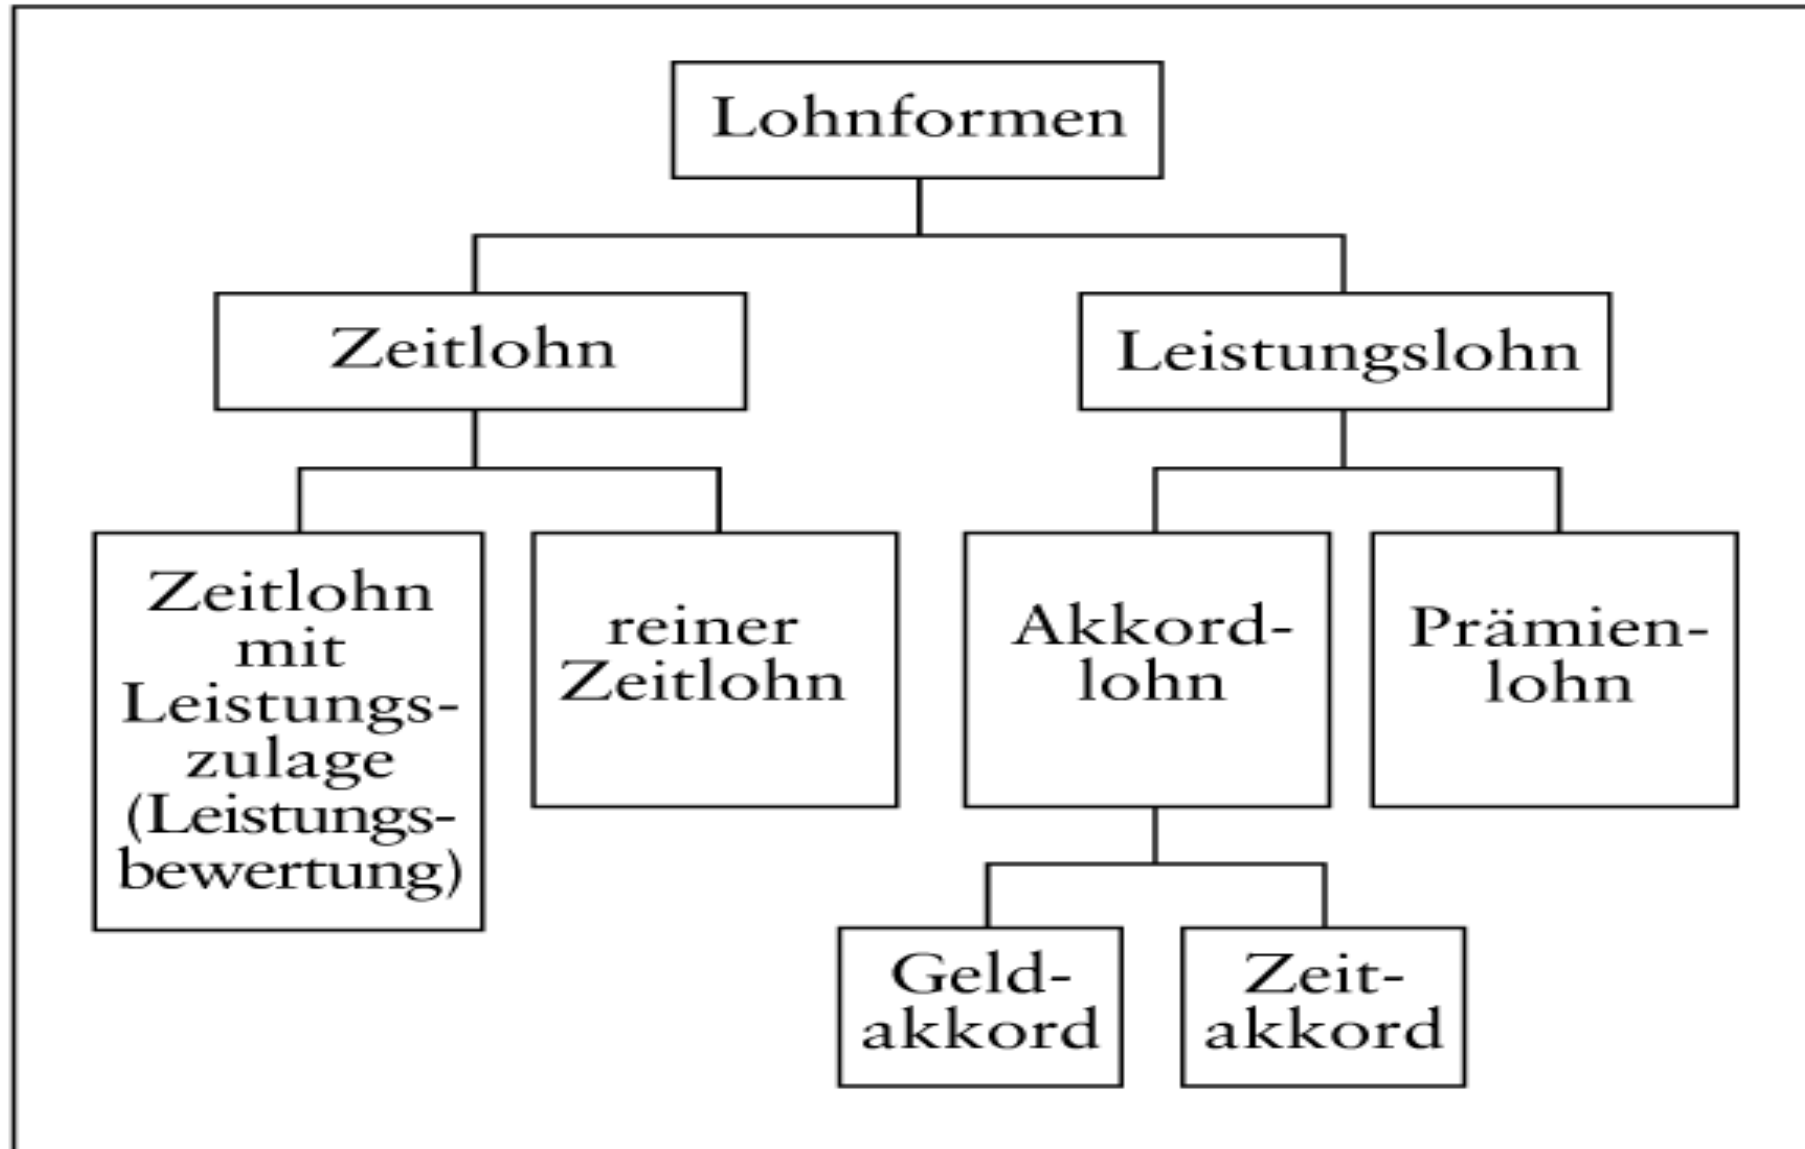 Lohnformen
Zeitlohn
Leistungslohn
Zeitlohn
mit
Leistungs-
zulage
(Leistungs-
bewertung)
reiner
Zeitlohn
Akkord-
lohn
Prämien-
lohn
Geld-
akkord
Zeit-
akkord